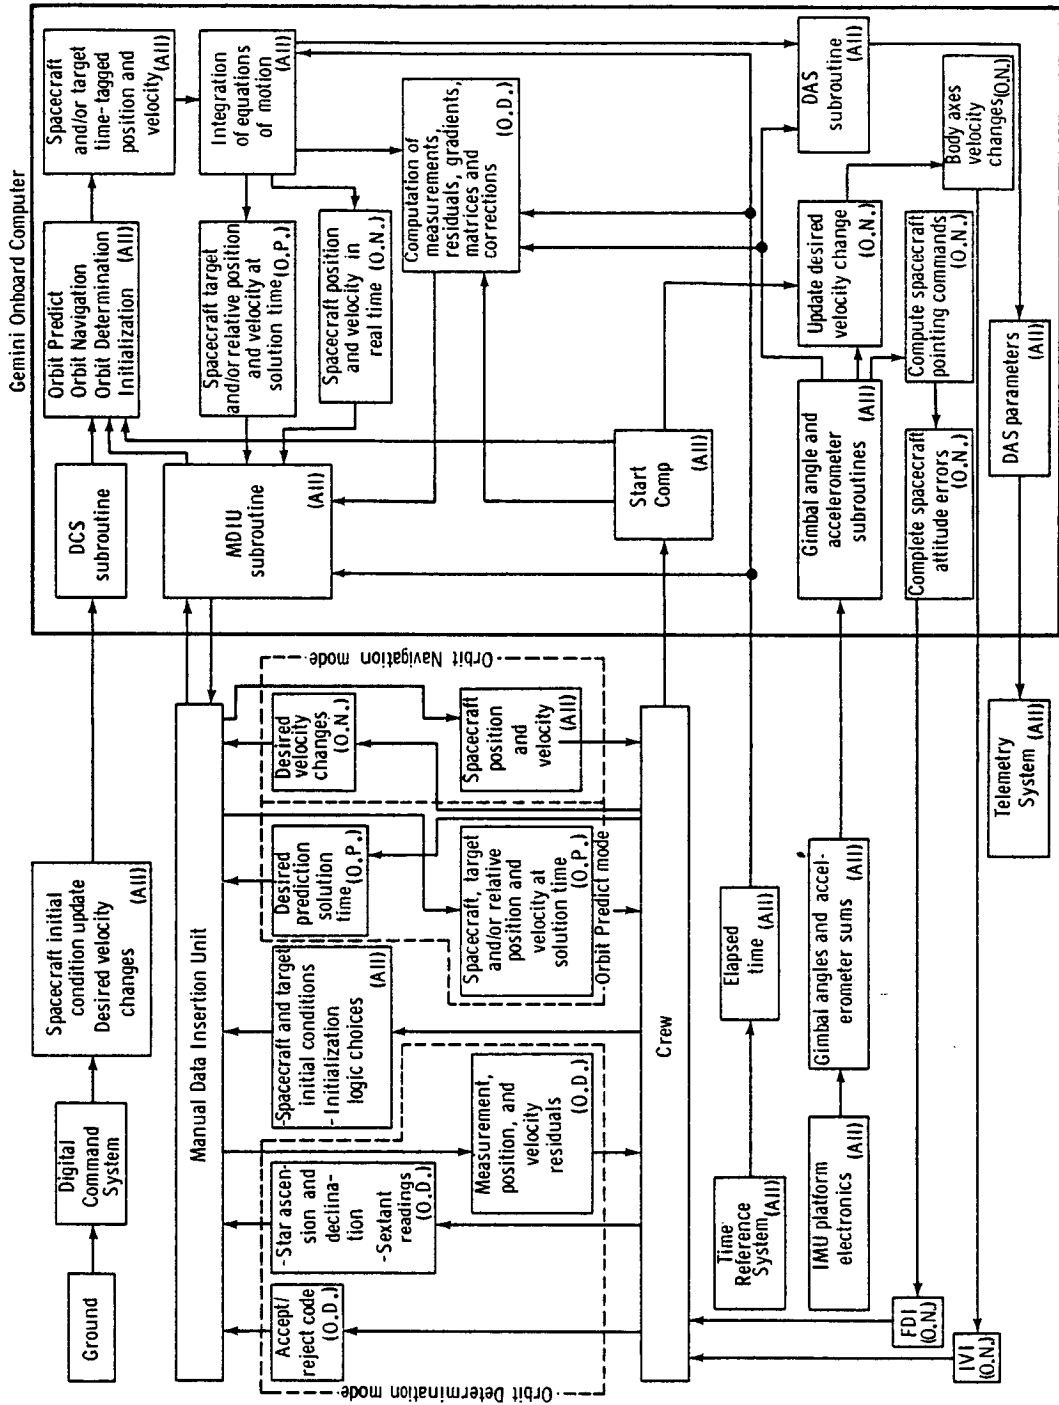 Gemini Onboard Computer
Ground
Digital
Command
System
Spacecraft initial
condition update
Desired velocity
changes
(All)
DCS
subroutine
Orbit Predict
Orbit Navigation
Orbit Determination
Initialization (All)
Spacecraft
and/or target
time-tagged
position and
velocity (All)
Manual Data Insertion Unit
MDIU
subroutine
(All)
Spacecraft target
and/or relative position
and velocity at
solution time (O.P.)
Integration
of equations
of motion
(All)
Spacecraft position
and velocity in
real time (O.N.)
Computation of
measurements,
residuals, gradients,
matrices and
corrections
(O.D.)
Accept/
reject code
(O.D.)
-Star ascen-
sion and
declina-
tion
-Sextant
readings
(O.D.)
Measurement,
position, and
velocity
residuals
(O.D.)
Orbit Determination mode
-Spacecraft and target
initial conditions
-Initialization
logic choices
(All)
Desired
prediction
solution
time (O.P.)
Spacecraft, target
and/or relative
position and
velocity at
solution time
(O.P.)
Orbit Predict mode
Desired
velocity
changes
(O.N.)
Spacecraft
position
and
velocity
(All)
Orbit Navigation mode
Crew
Start
Comp
(All)
Time
Reference
System (All)
Elapsed
time
(All)
IMU platform
electronics
(All)
Gimbal angles and accel-
erometer sums
(All)
Gimbal angle and
accelerometer
subroutines
(All)
Update desired
velocity change
(O.N.)
DAS
subroutine
(All)
Compute spacecraft
pointing commands
(O.N.)
Body axes
velocity
changes (O.N.)
Complete spacecraft
attitude errors
(O.N.)
FDI
(O.N.)
IVI
(O.N.)
Telemetry
System
(All)
DAS parameters
(All)